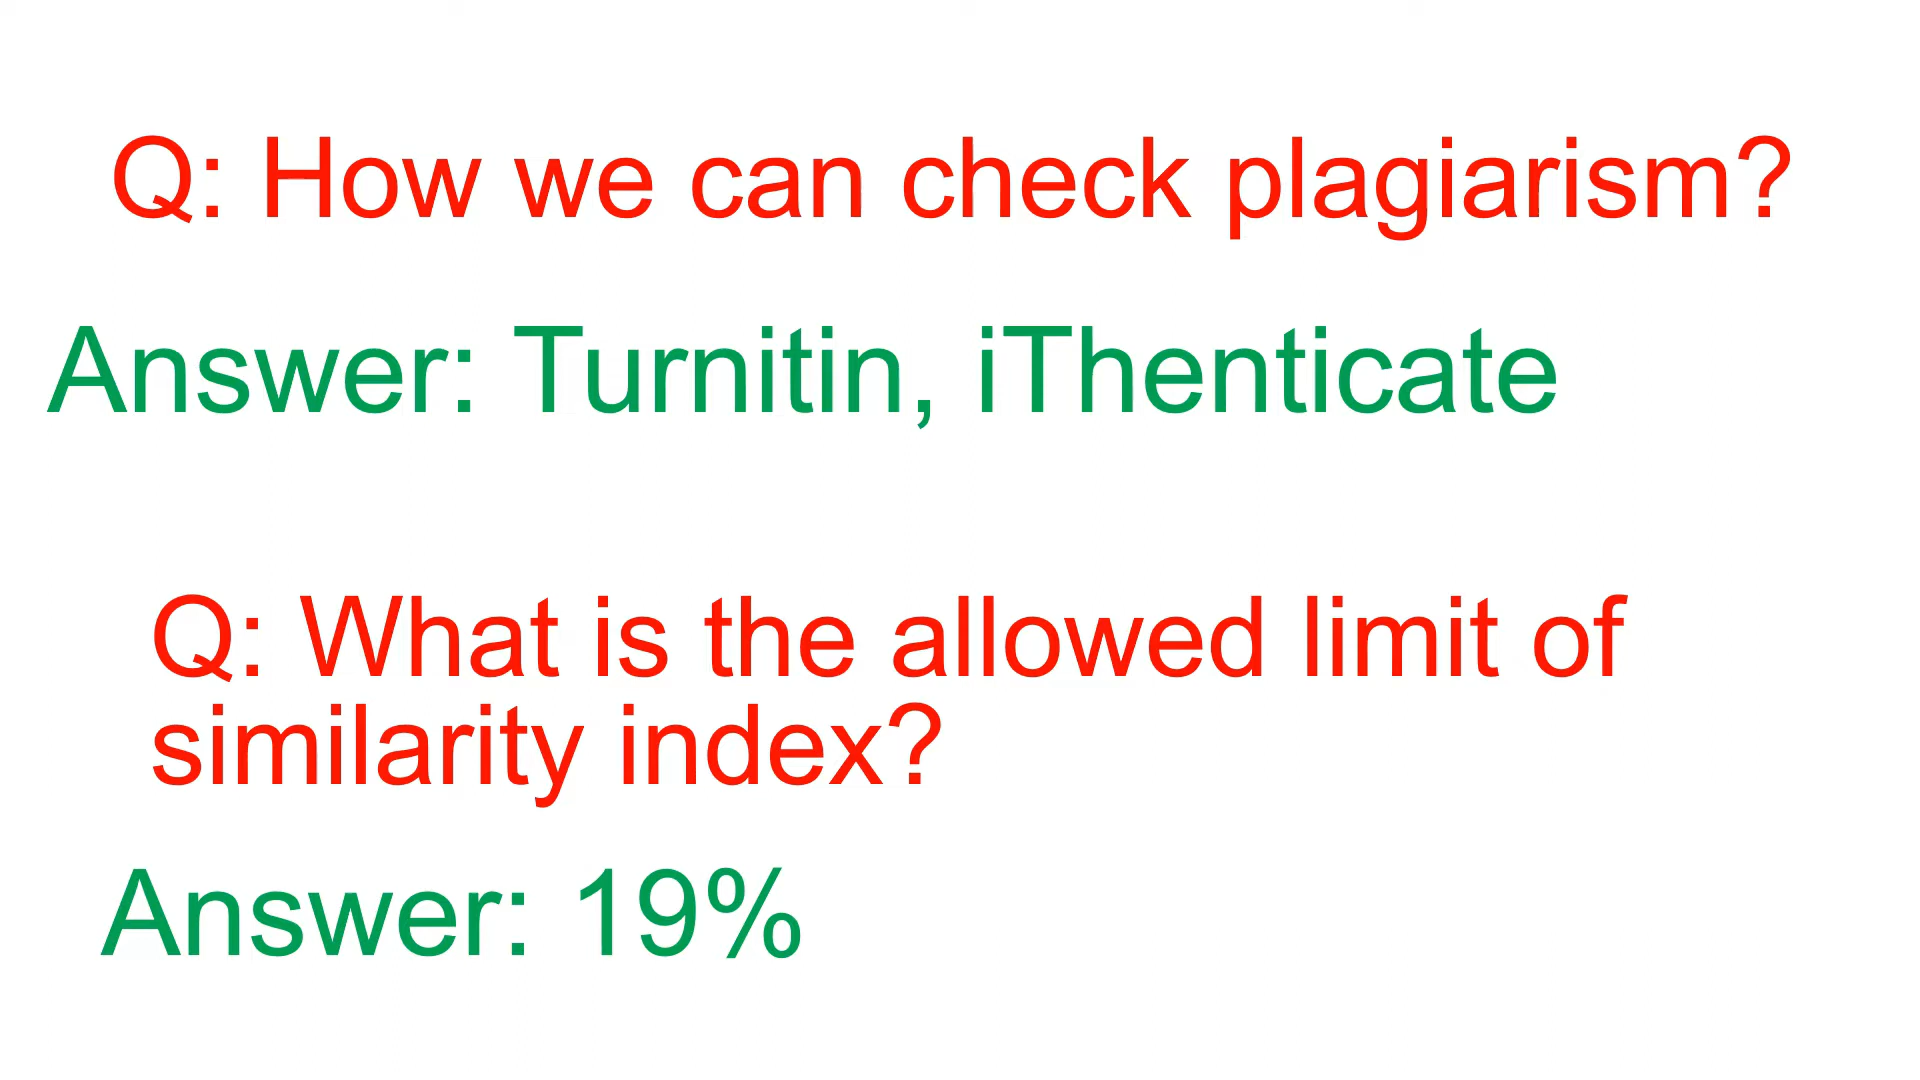 Q: How we can check plagiarism?
Answer: Turnitin, iThenticate
Q: What is the allowed limit of
similarity index?
Answer: 19%